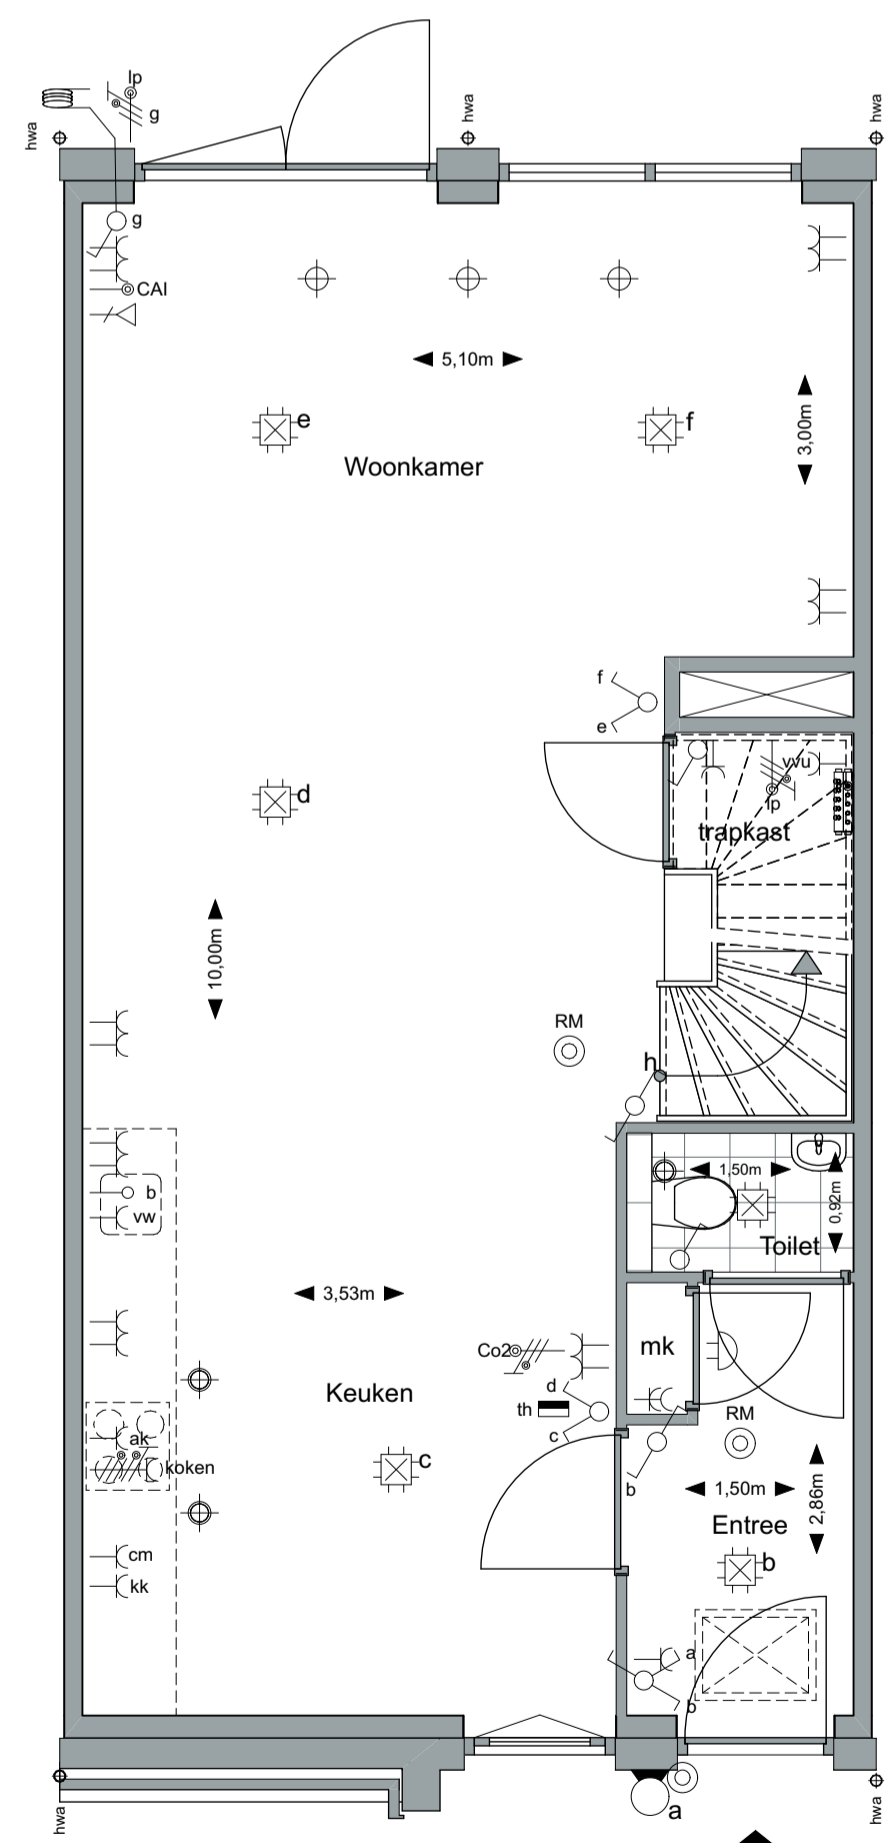 lp
g
hwa
hwa
hwa
g
CAI
5,10m
3,00m
e
f
Woonkamer
f
e
vvu
lp
trapkast
d
10,00m
RM
h
1,50m
0,92m
b
vw
Toilet
3,53m
Co2
mk
Keuken
d
th
c
RM
ak
koken
c
b
1,50m
2,86m
Entree
cm
kk
b
a
b
hwa
a
hwa